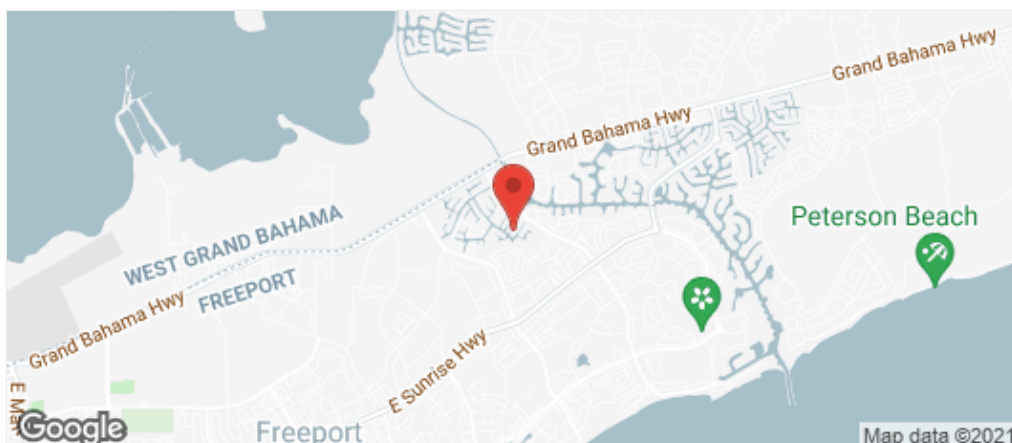 Grand Bahama Hwy
Grand Bahama Hwy
Peterson Beach
WEST GRAND BAHAMA
FREEPORT
Grand Bahama Hwy
E Sunrise Hwy
E Mal
Freeport
Google
Map data ©2021